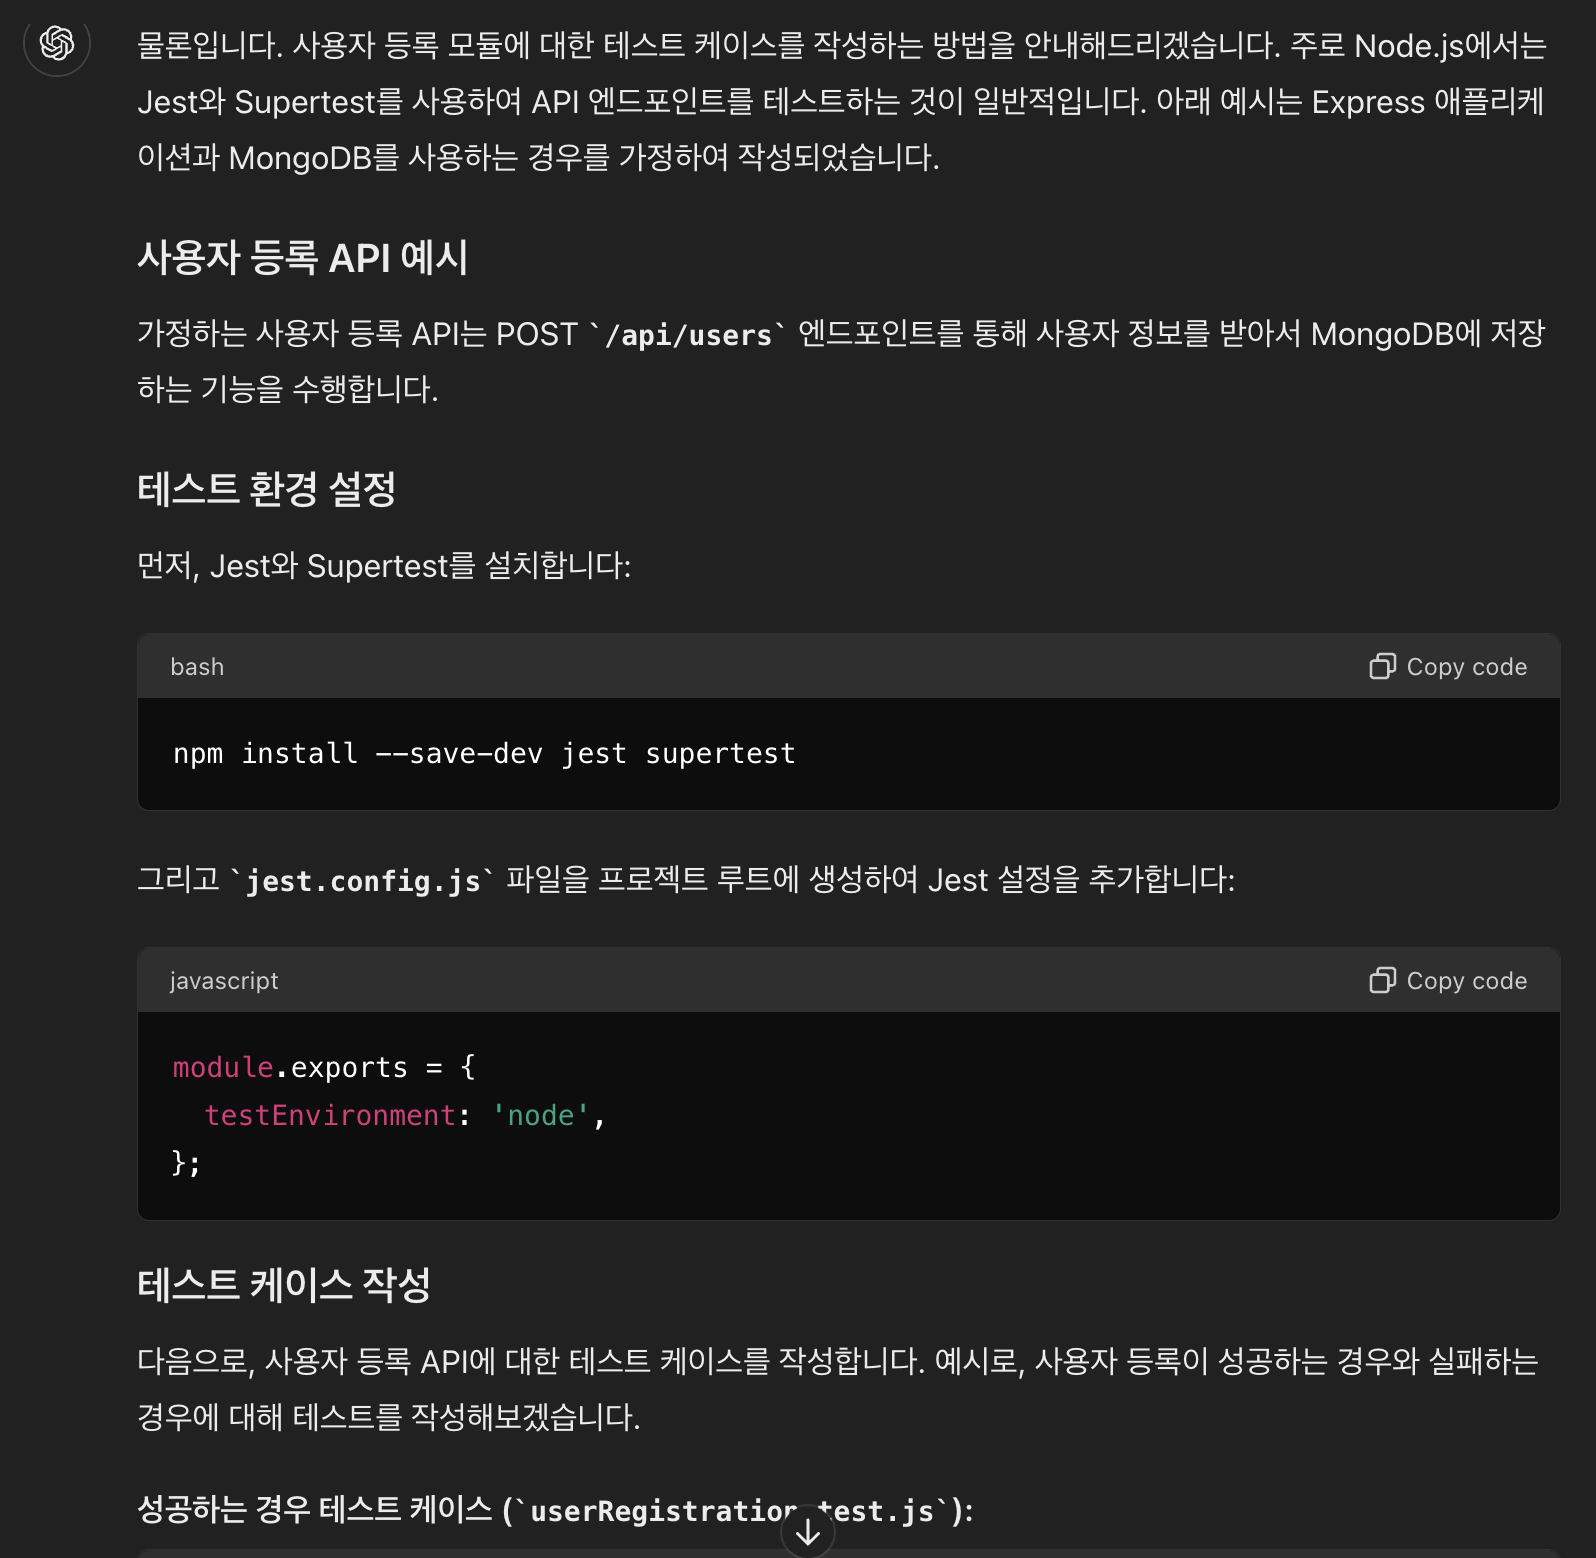 물론입니다. 사용자 등록 모듈에 대한 테스트 케이스를 작성하는 방법을 안내해드리겠습니다. 주로 Node.js에서는
Jest와 Supertest를 사용하여 API 엔드포인트를 테스트하는 것이 일반적입니다. 아래 예시는 Express 애플리케
이션과 MongoDB를 사용하는 경우를 가정하여 작성되었습니다.
사용자 등록 API 예시
가정하는 사용자 등록 API는 POST `/api/users` 엔드포인트를 통해 사용자 정보를 받아서 MongoDB에 저장
하는 기능을 수행합니다.
테스트 환경 설정
먼저, Jest와 Supertest를 설치합니다:
bash
Copy code
npm install --save-dev jest supertest
그리고 `jest.config.js` 파일을 프로젝트 루트에 생성하여 Jest 설정을 추가합니다:
javascript
Copy code
module.exports = {
  testEnvironment: 'node',
};
테스트 케이스 작성
다음으로, 사용자 등록 API에 대한 테스트 케이스를 작성합니다. 예시로, 사용자 등록이 성공하는 경우와 실패하는
경우에 대해 테스트를 작성해보겠습니다.
성공하는 경우 테스트 케이스 (`userRegistration.test.js`):